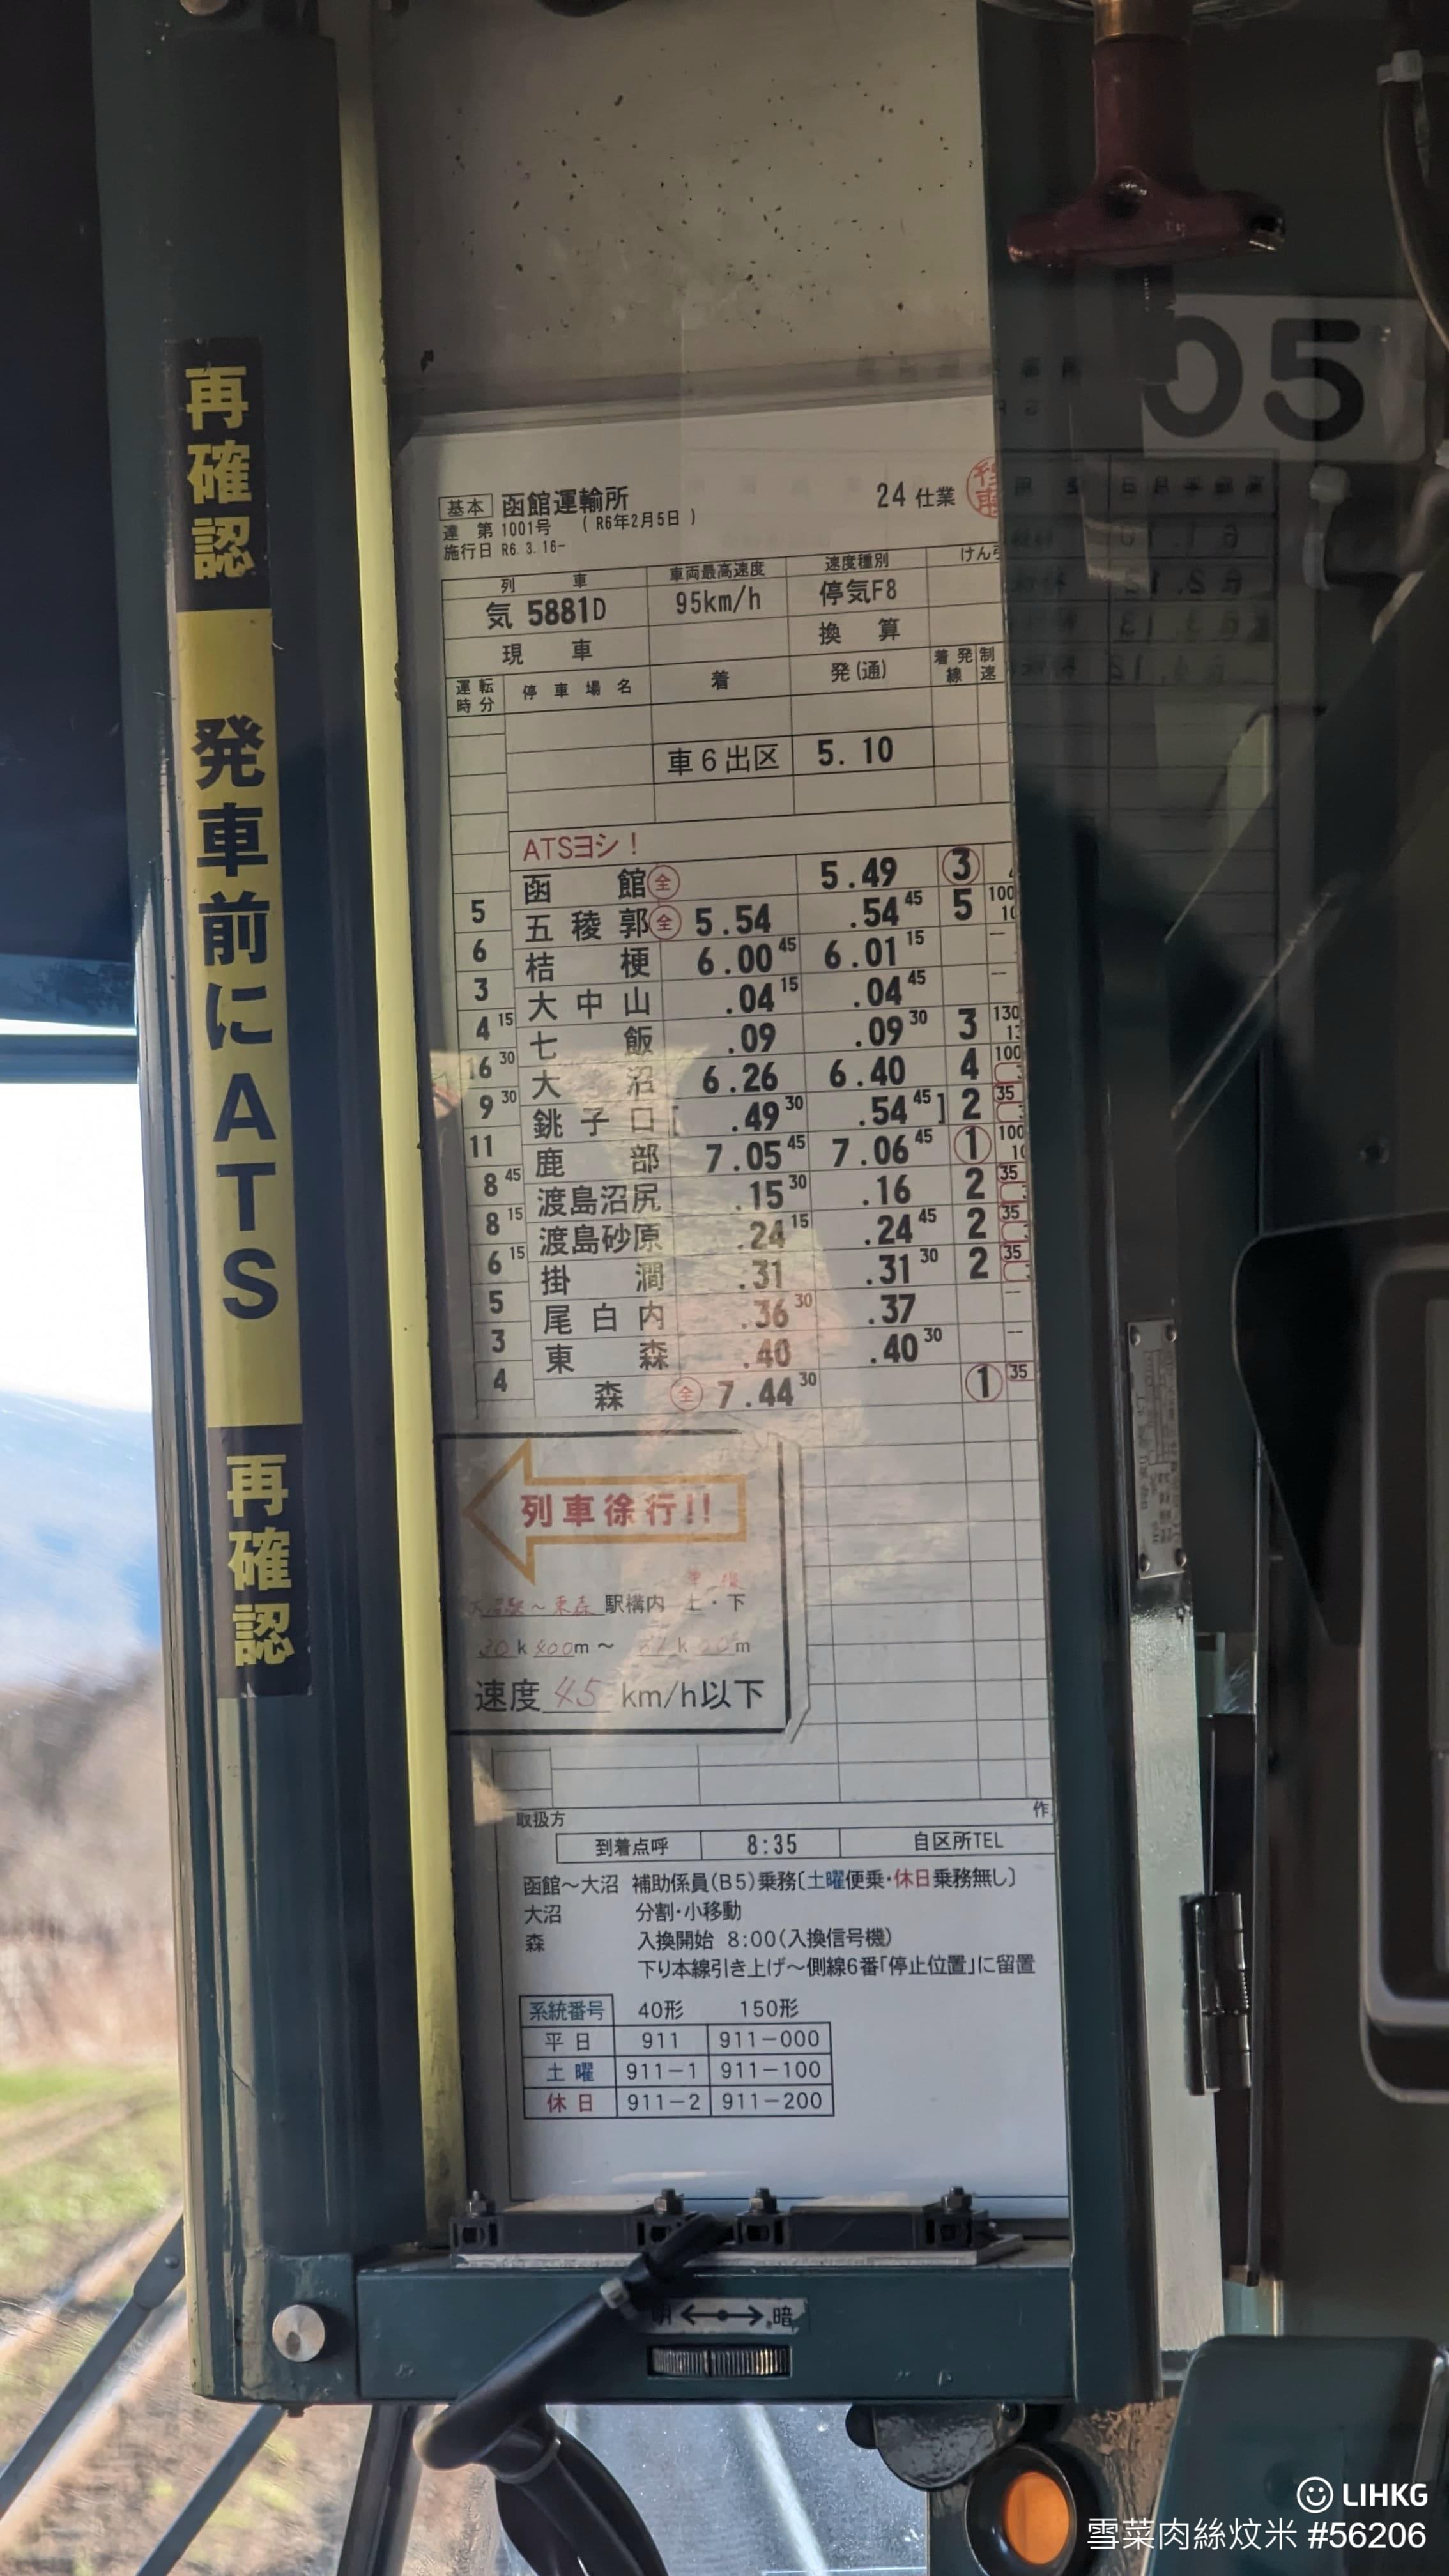 再確認
発車前にATS
再確認
05
基本 函館運輸所 24 仕業
達 第1001号 ( R6年2月5日 )
施行日 R6.3.16-
列 車 車両最高速度 速度種別
気 5881D 95km/h 停気F8
現 車 換 算
運転時分 停車場名 着 発(通) 着発線 制速
車6出区 5.10
ATSヨシ!
函館 全 5.49 ③
5
五稜郭 全 5.54 .54 45 5 100
6
桔梗 6.00 45 6.01 15 --
3
大中山 .04 15 .04 45 --
4 15
七飯 .09 .09 30 3 130
16 30
大沼 6.26 6.40 4 100
9 30
銚子口 [ .49 30 .54 45 ] 2 35
11
鹿部 7.05 45 7.06 45 ① 100
8 45
渡島沼尻 .15 30 .16 2 35
8 15
渡島砂原 .24 15 .24 45 2 35
6 15
掛澗 .31 .31 30 2 35
5
尾白内 .36 30 .37 --
3
東森 .40 .40 30 --
4
森 全 7.44 30 ① 35
列車徐行!!
～東森 駅構内 上・下
k 800m～ k m
速度 45 km/h以下
取扱方 作
到着点呼 8:35 自区所TEL
函館～大沼 補助係員(B5)乗務〔土曜便乗・休日乗務無し〕
大沼 分割・小移動
森 入換開始 8:00(入換信号機)
下り本線引き上げ～側線6番「停止位置」に留置
系統番号 40形 150形
平日 911 911-000
土曜 911-1 911-100
休日 911-2 911-200
明 ←•→ 暗
LIHKG
雪菜肉絲炆米 #56206